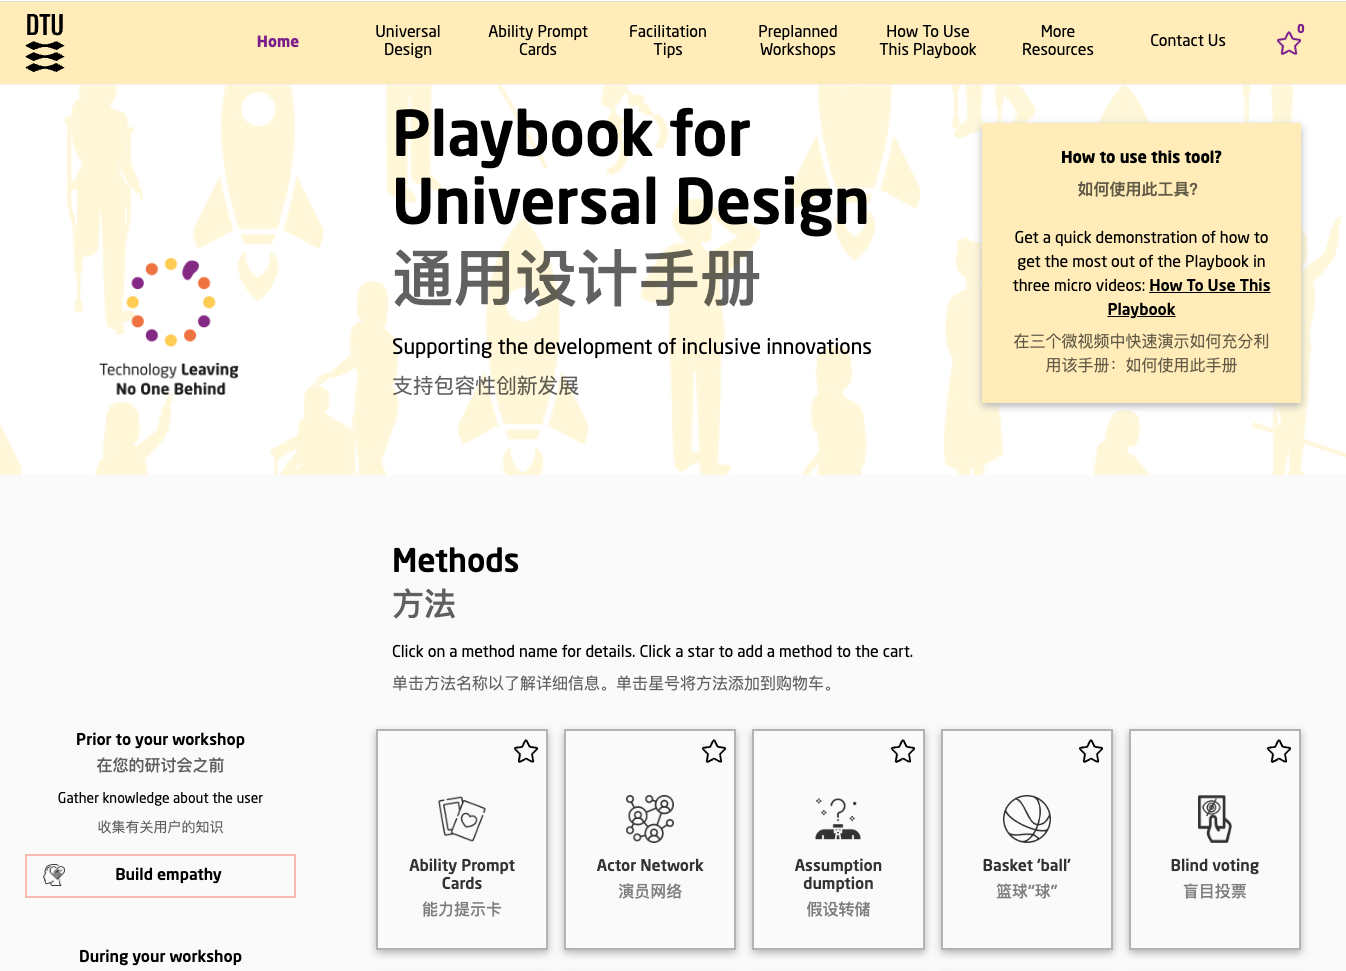 DTU
Home
Universal
Design
Ability Prompt
Cards
Facilitation
Tips
Preplanned
Workshops
How To Use
This Playbook
More
Resources
Contact Us
0
Playbook for
Universal Design
通用设计手册
Supporting the development of inclusive innovations
支持包容性创新发展
Technology Leaving
No One Behind
How to use this tool?
如何使用此工具?
Get a quick demonstration of how to
get the most out of the Playbook in
three micro videos: How To Use This
Playbook
在三个微视频中快速演示如何充分利
用该手册：如何使用此手册
Methods
方法
Click on a method name for details. Click a star to add a method to the cart.
单击方法名称以了解详细信息。单击星号将方法添加到购物车。
Prior to your workshop
在您的研讨会之前
Gather knowledge about the user
收集有关用户的知识
Build empathy
During your workshop
Ability Prompt
Cards
能力提示卡
Actor Network
演员网络
Assumption
dumption
假设转储
Basket ‘ball’
篮球“球”
Blind voting
盲目投票